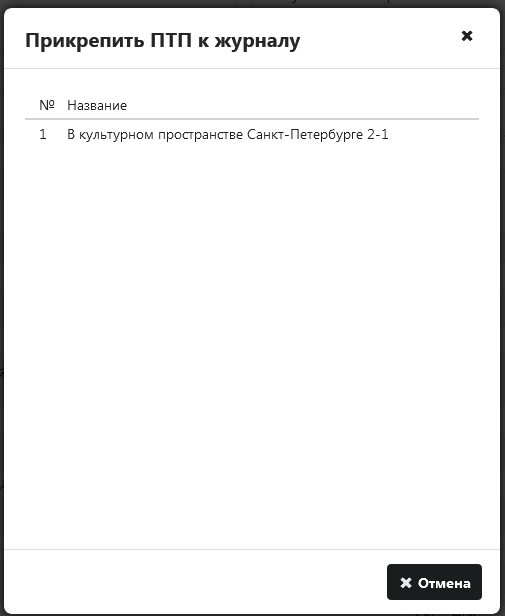 Прикрепить ПТП к журналу
№ Название
1 В культурном пространстве Санкт-Петербурге 2-1
Отмена